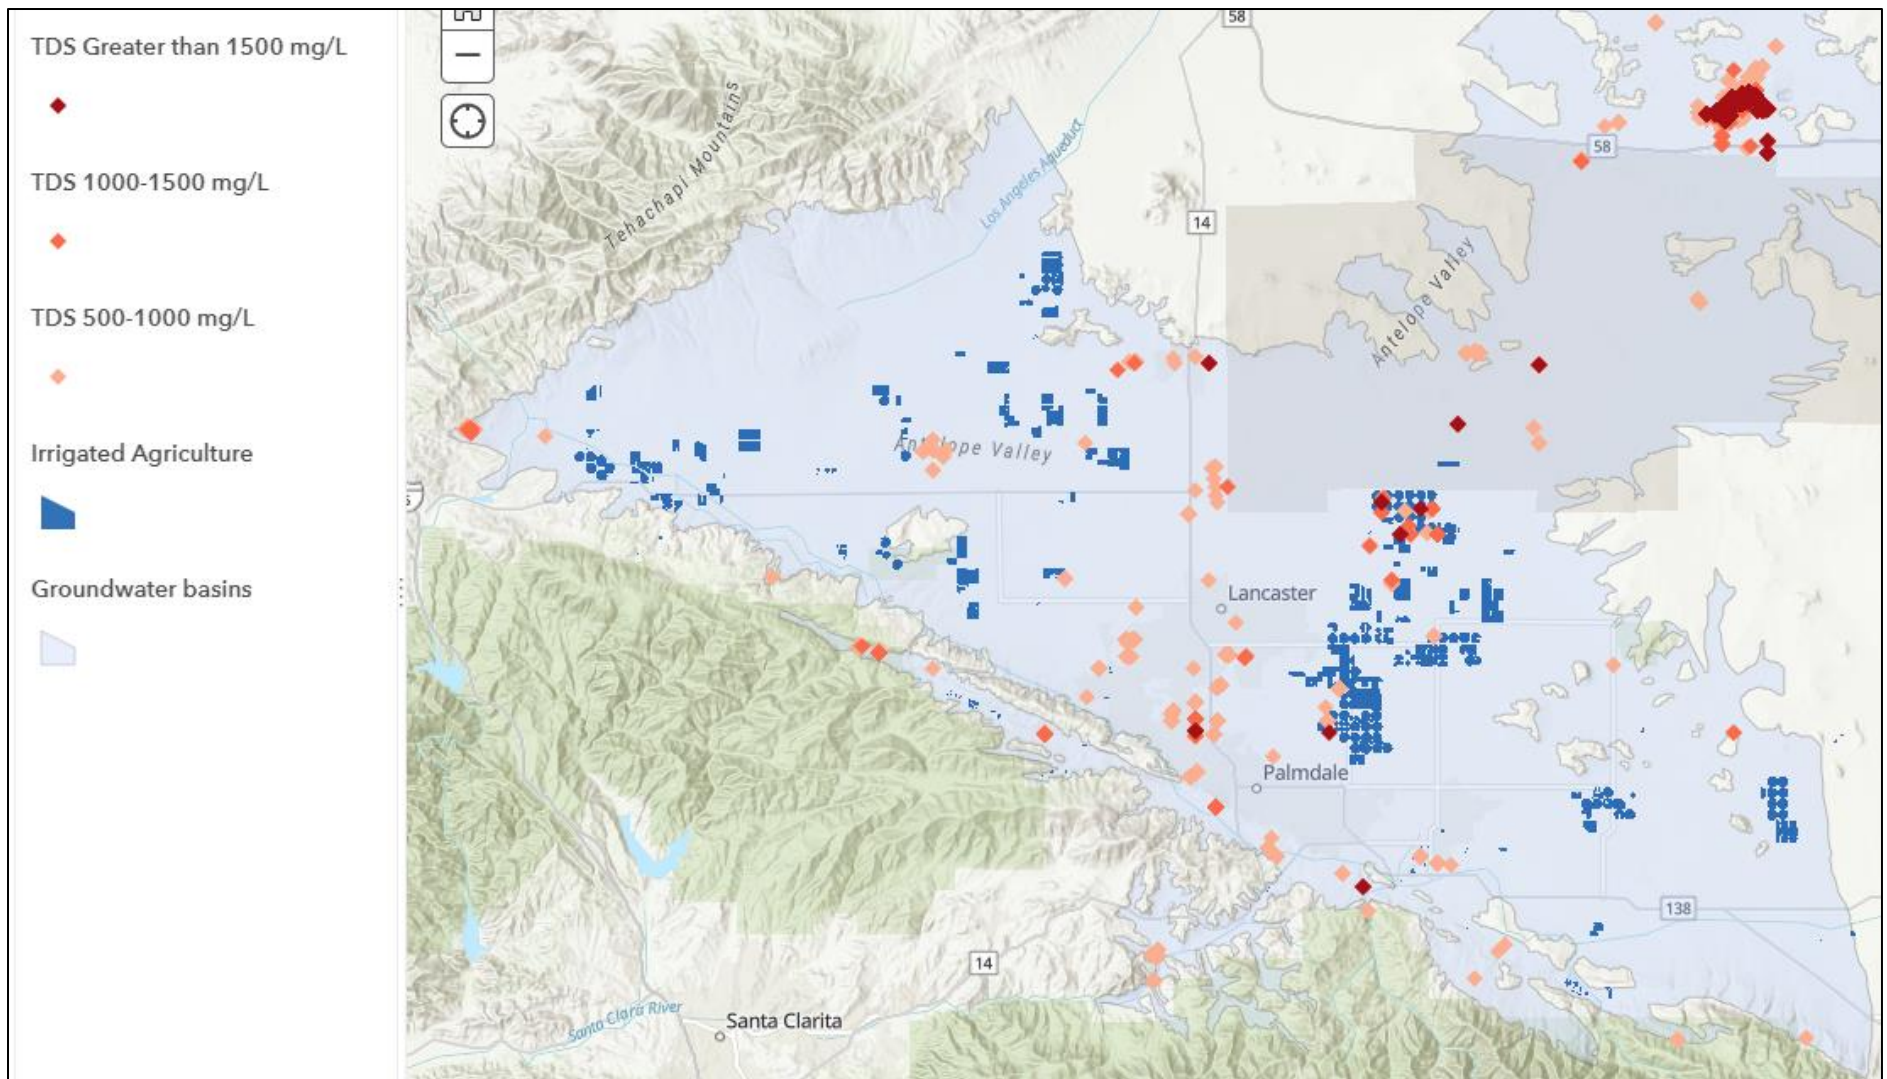 TDS Greater than 1500 mg/L
TDS 1000-1500 mg/L
TDS 500-1000 mg/L
Irrigated Agriculture
Groundwater basins
58
Tehachapi Mountains
Los Angeles Aqueduct
58
14
Antelope Valley
Antelope Valley
Lancaster
Palmdale
138
14
Santa Clara River
Santa Clarita